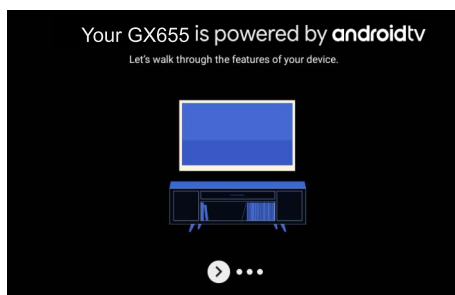 Your GX655 is powered by androidtv
Let's walk through the features of your device.